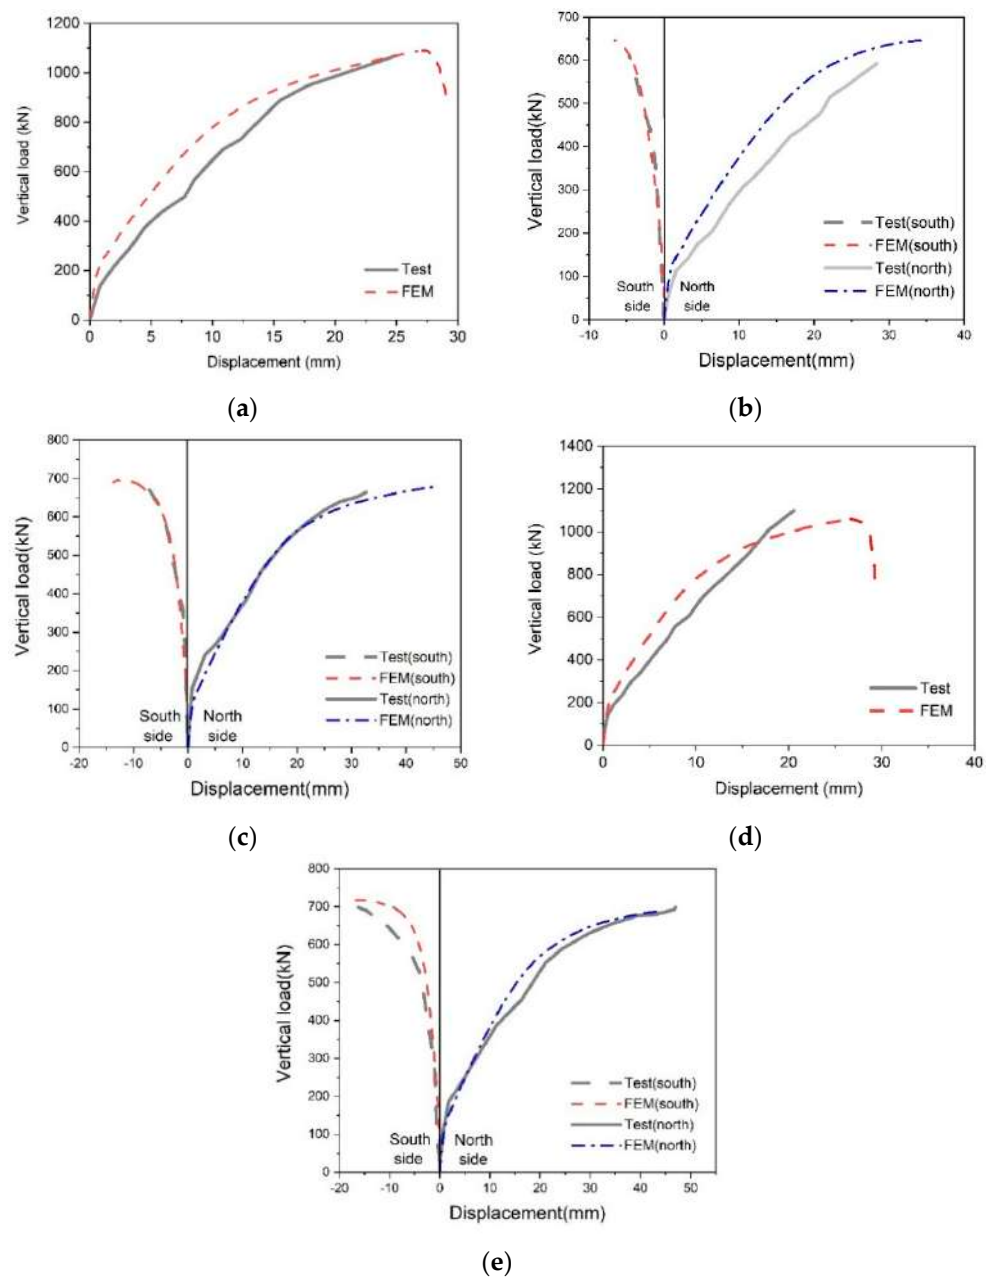 1200
1000
800
600
400
200
0
Vertical load (kN)
Test
FEM
0 5 10 15 20 25 30
Displacement (mm)
(a)
700
600
500
400
300
200
100
0
Vertical load(kN)
Test(south)
FEM(south)
Test(north)
FEM(north)
South side
North side
-10 0 10 20 30 40
Displacement(mm)
(b)
800
700
600
500
400
300
200
100
0
Vertical load(kN)
Test(south)
FEM(south)
Test(north)
FEM(north)
South side
North side
-20 -10 0 10 20 30 40 50
Displacement(mm)
(c)
1400
1200
1000
800
600
400
200
0
Vertical load (kN)
Test
FEM
0 10 20 30 40
Displacement (mm)
(d)
800
700
600
500
400
300
200
100
0
Vertical load(kN)
Test(south)
FEM(south)
Test(north)
FEM(north)
South side
North side
-20 -10 0 10 20 30 40 50
Displacement(mm)
(e)